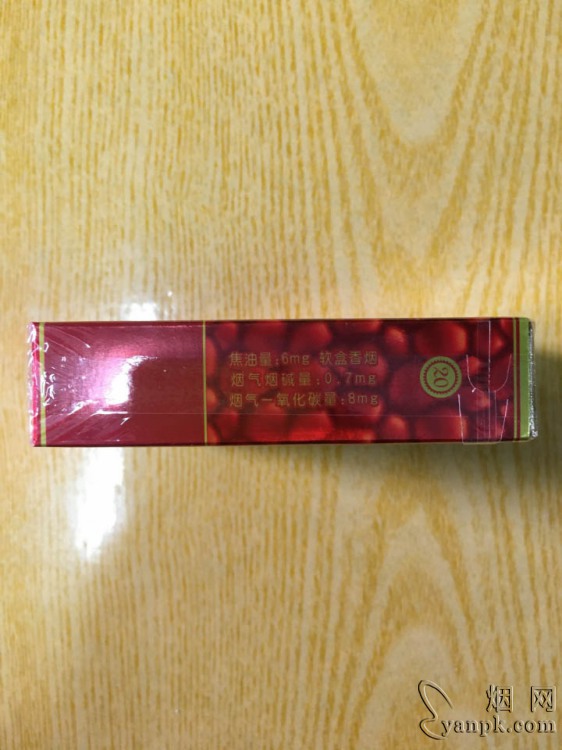 焦油量:6mg 软盒香烟
烟气烟碱量:0.7mg
烟气一氧化碳量:8mg
20
烟网
yanpk.com